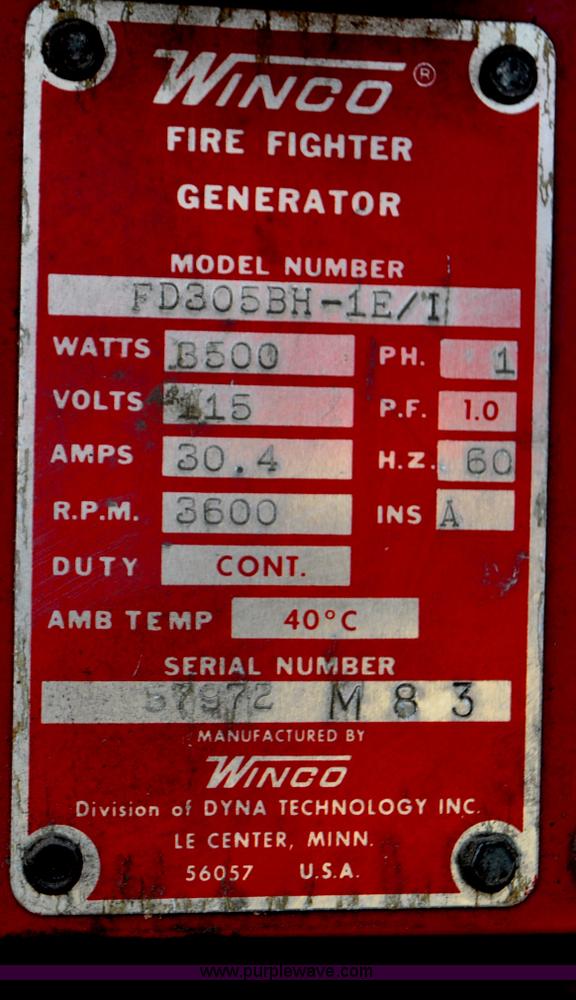 WINCO ®
FIRE FIGHTER
GENERATOR
MODEL NUMBER
FD305BH-1E/I
WATTS 3500 PH. 1
VOLTS 115 P.F. 1.0
AMPS 30.4 H.Z. 60
R.P.M. 3600 INS A
DUTY CONT.
AMB TEMP 40°C
SERIAL NUMBER
57972 M83
MANUFACTURED BY
WINCO
Division of DYNA TECHNOLOGY INC.
LE CENTER, MINN.
56057 U.S.A.
www.purplewave.com